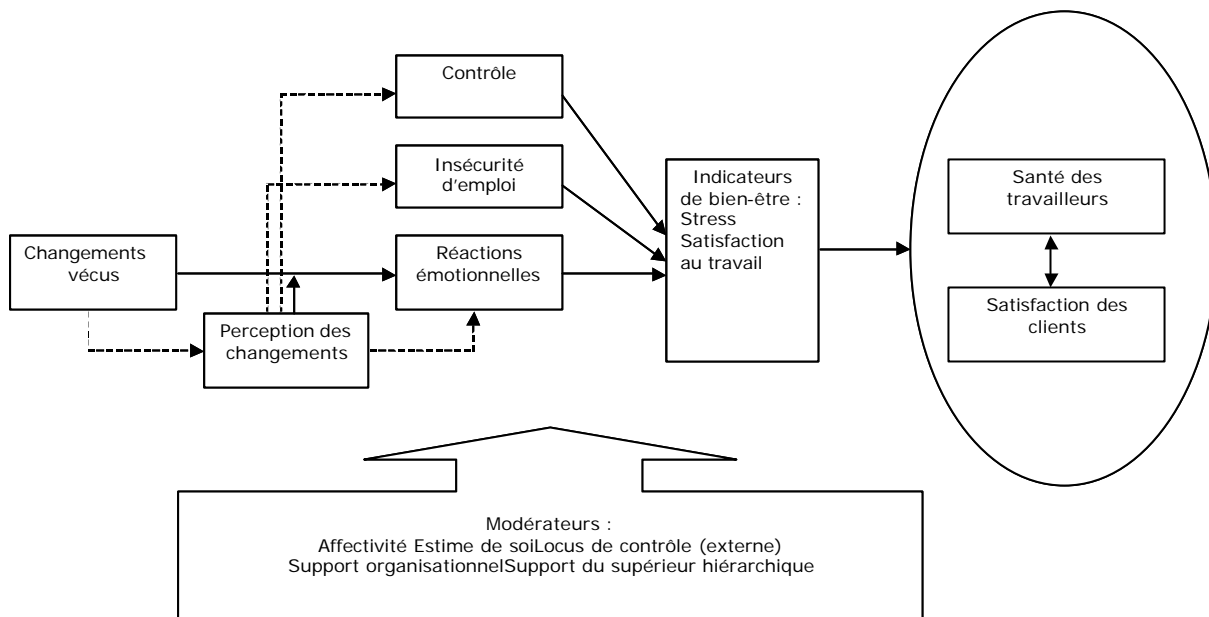 Contrôle
Insécurité
d'emploi
Changements
vécus
Réactions
émotionnelles
Perception des
changements
Indicateurs
de bien-être :
Stress
Satisfaction
au travail
Santé des
travailleurs
Satisfaction des
clients
Modérateurs :
Affectivité Estime de soiLocus de contrôle (externe)
Support organisationnelSupport du supérieur hiérarchique